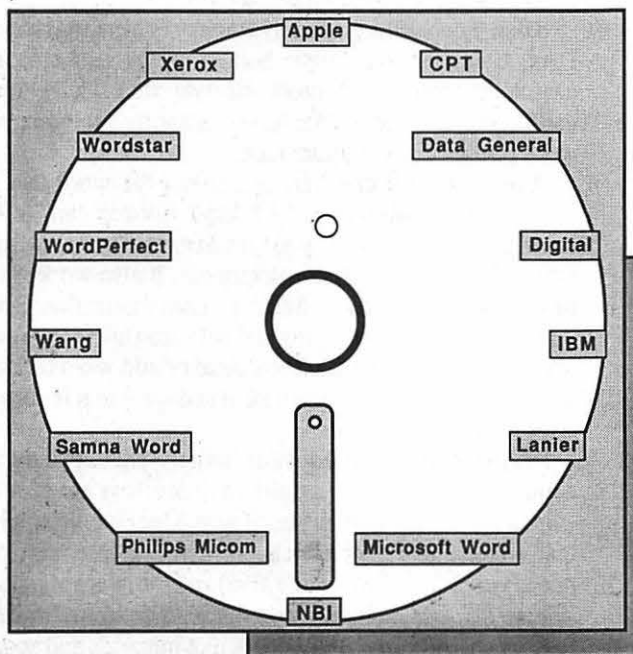 Apple
CPT
Data General
Digital
IBM
Lanier
Microsoft Word
NBI
Philips Micom
Samna Word
Wang
WordPerfect
Wordstar
Xerox